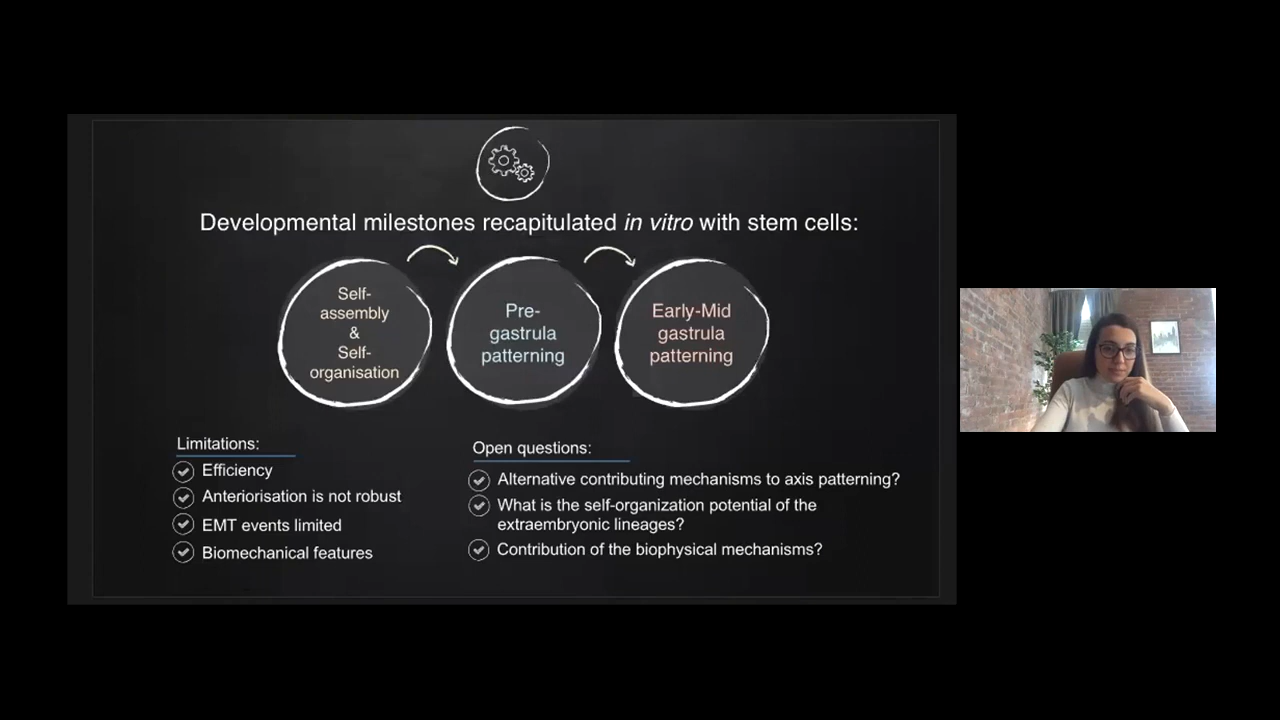 Developmental milestones recapitulated in vitro with stem cells:
Self-
assembly
&
Self-
organisation
Pre-
gastrula
patterning
Early-Mid
gastrula
patterning
Limitations:
Efficiency
Anteriorisation is not robust
EMT events limited
Biomechanical features
Open questions:
Alternative contributing mechanisms to axis patterning?
What is the self-organization potential of the
extraembryonic lineages?
Contribution of the biophysical mechanisms?